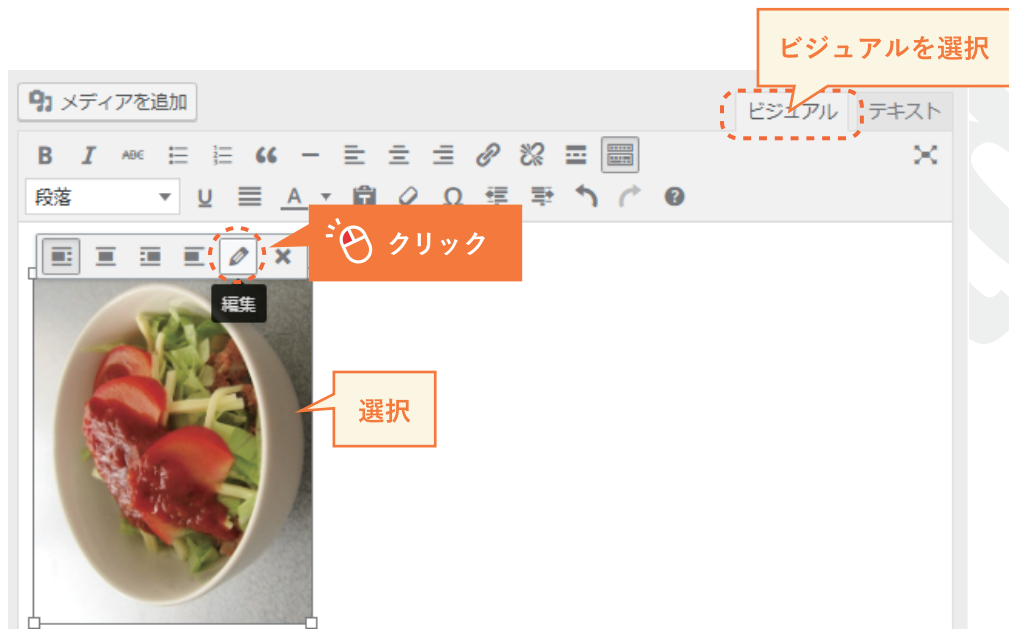 ビジュアルを選択
メディアを追加
ビジュアル
テキスト
B I ABC
段落
U A Ω
クリック
編集
選択